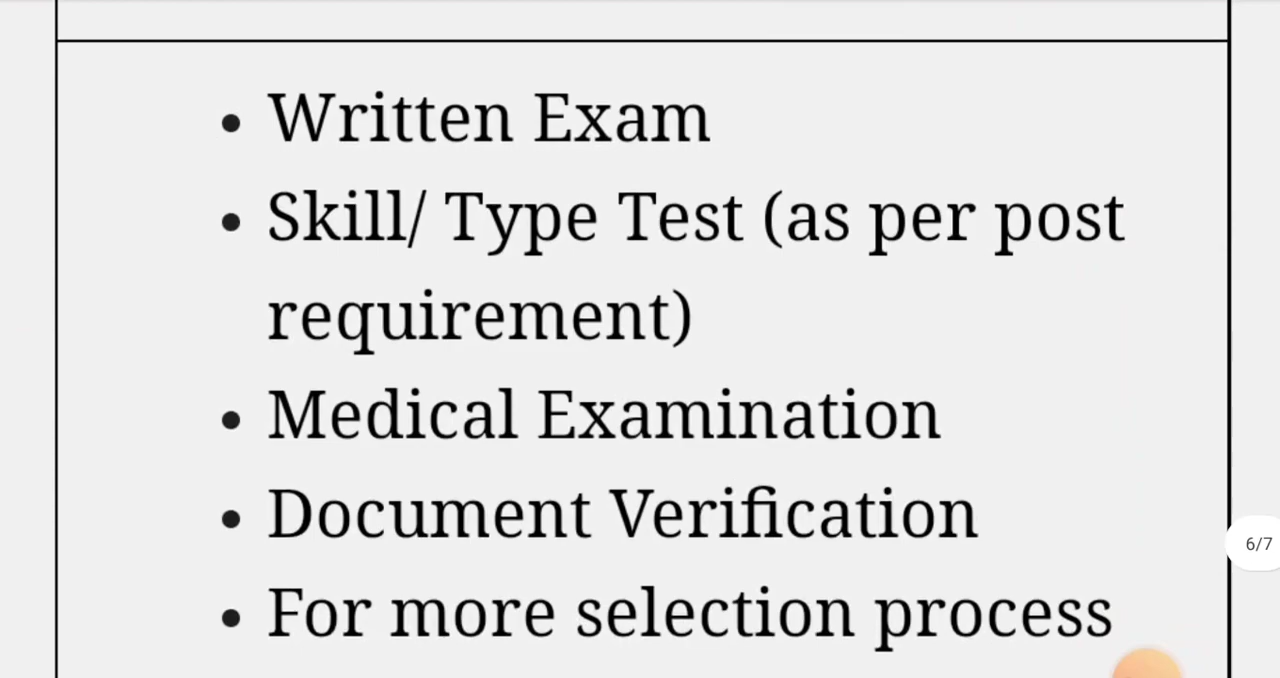 • Written Exam
• Skill/ Type Test (as per post
requirement)
• Medical Examination
• Document Verification
• For more selection process
6/7